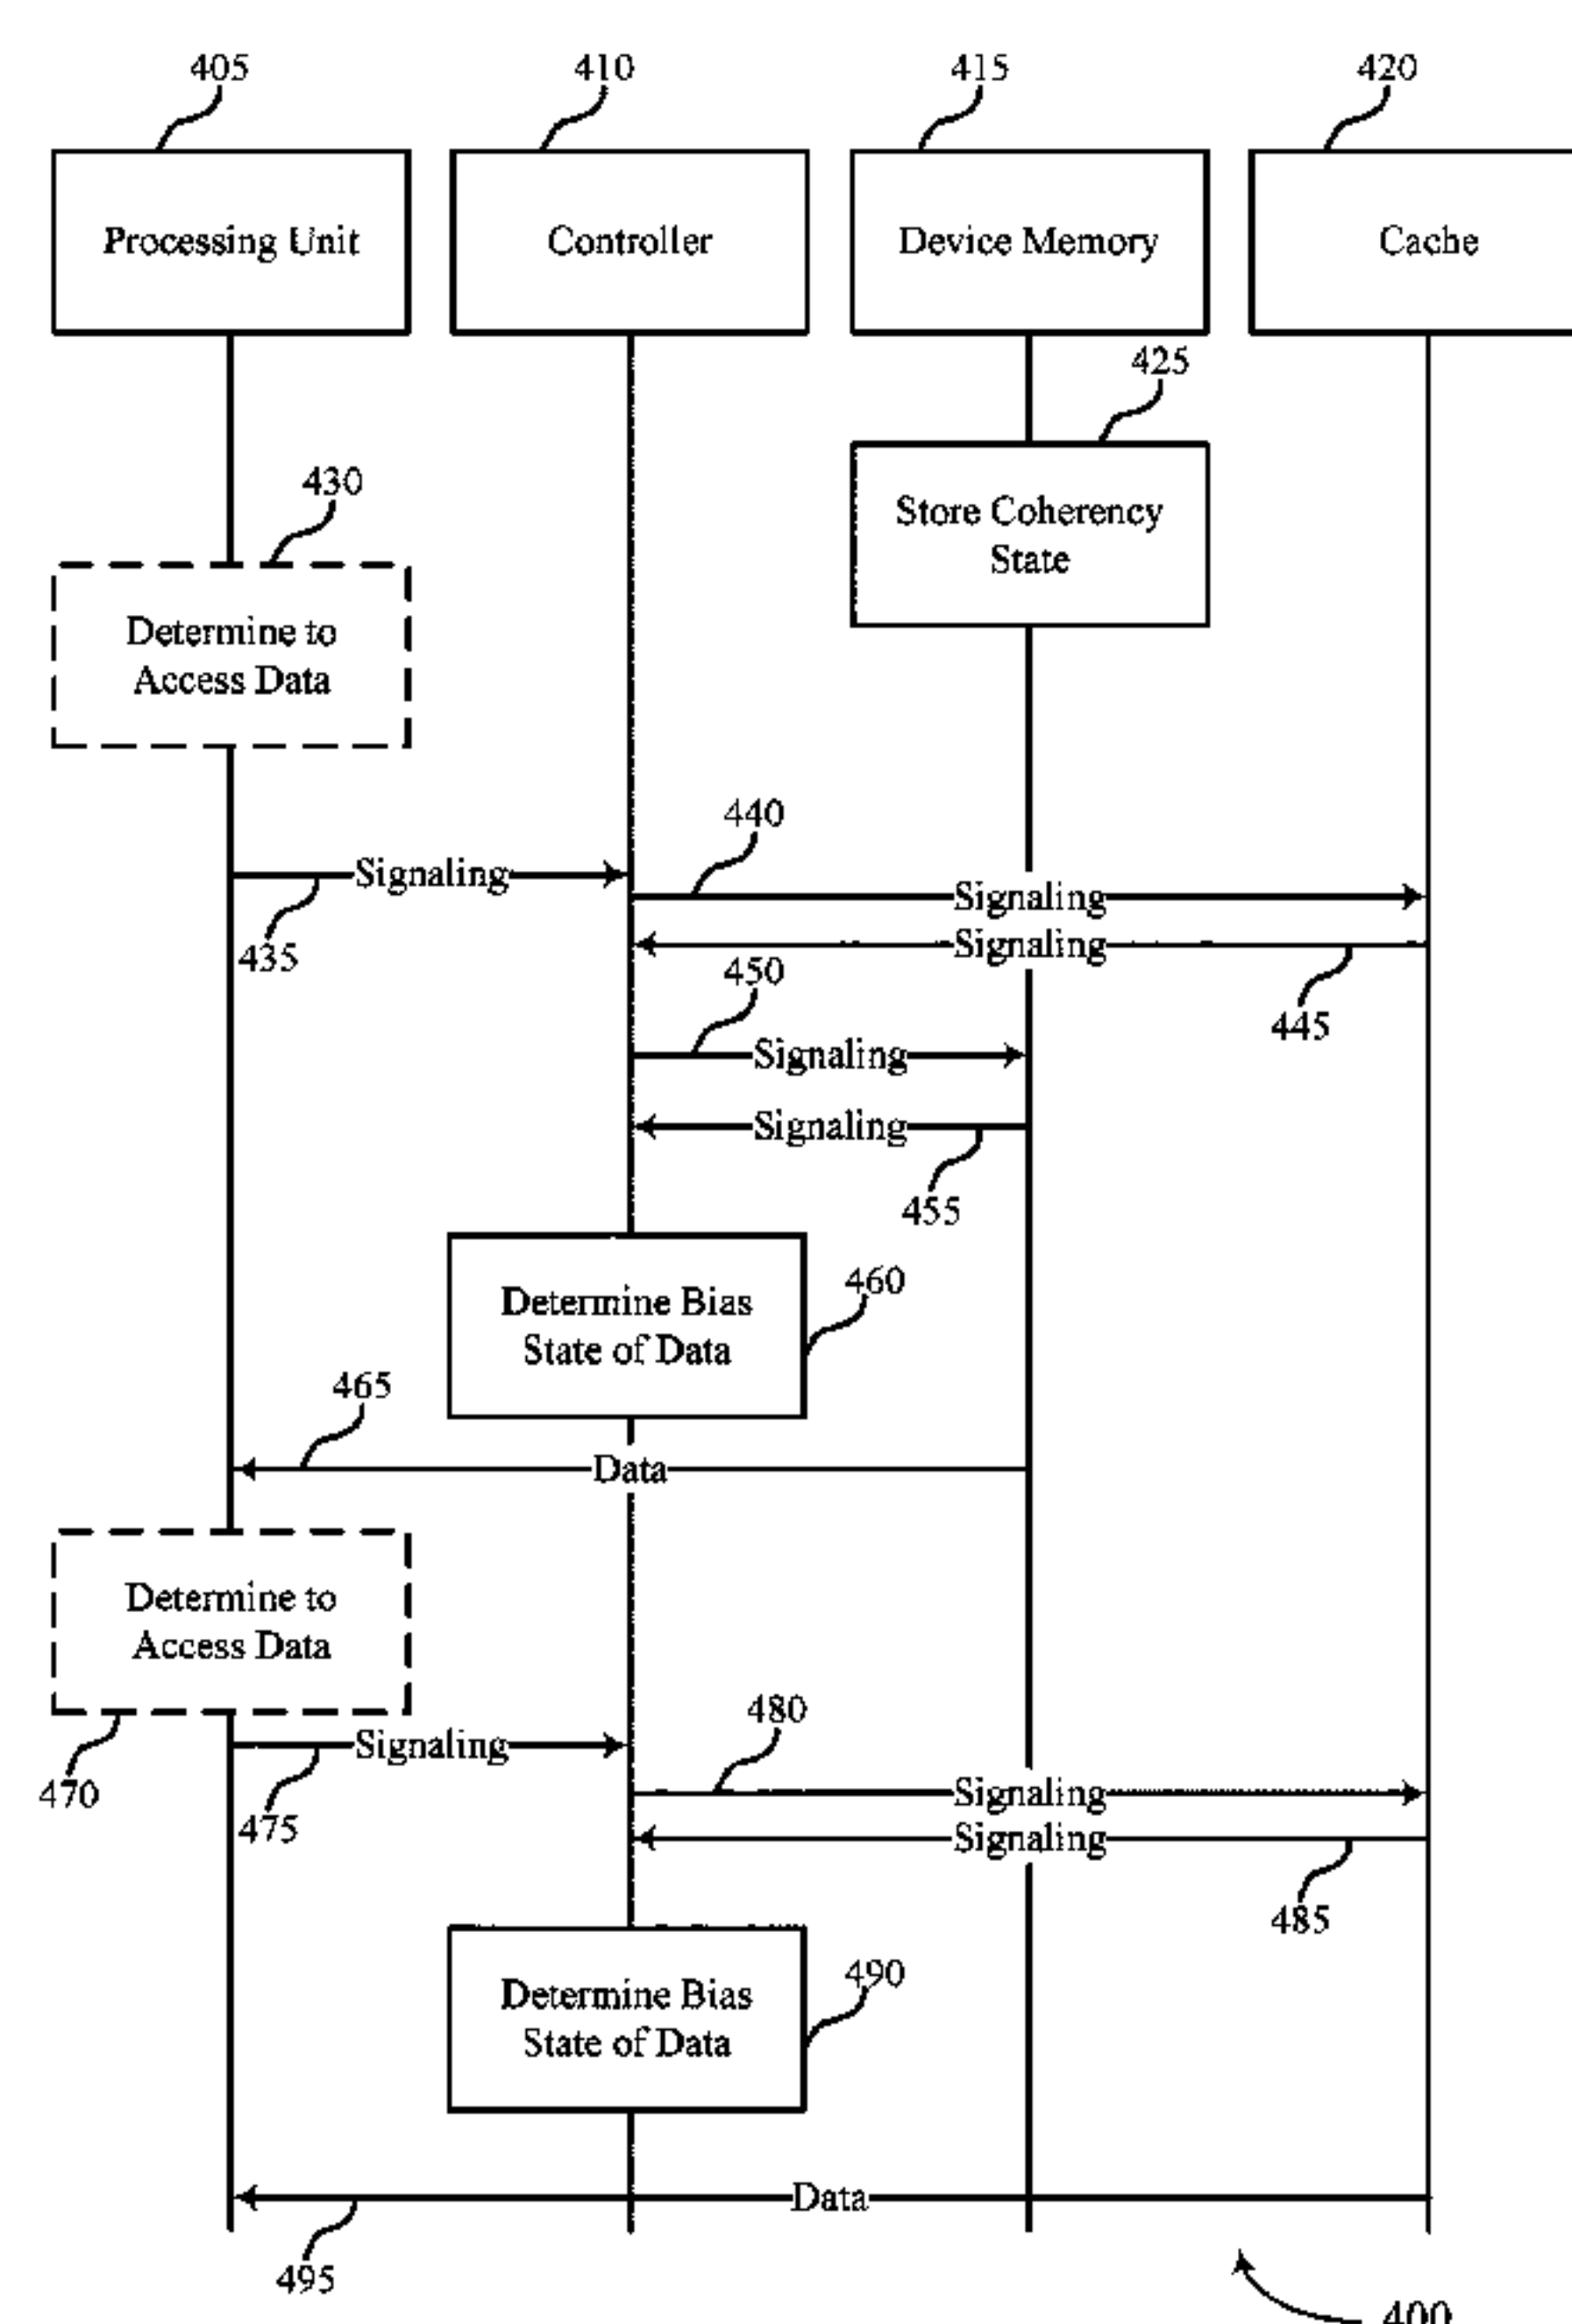 405
410
415
420
Processing Unit
Controller
Device Memory
Cache
425
Store Coherency
State
430
Determine to
Access Data
440
Signaling
Signaling
435
Signaling
445
450
Signaling
Signaling
455
Determine Bias
State of Data
460
465
Data
Determine to
Access Data
470
Signaling
475
480
Signaling
Signaling
485
Determine Bias
State of Data
490
Data
495
400